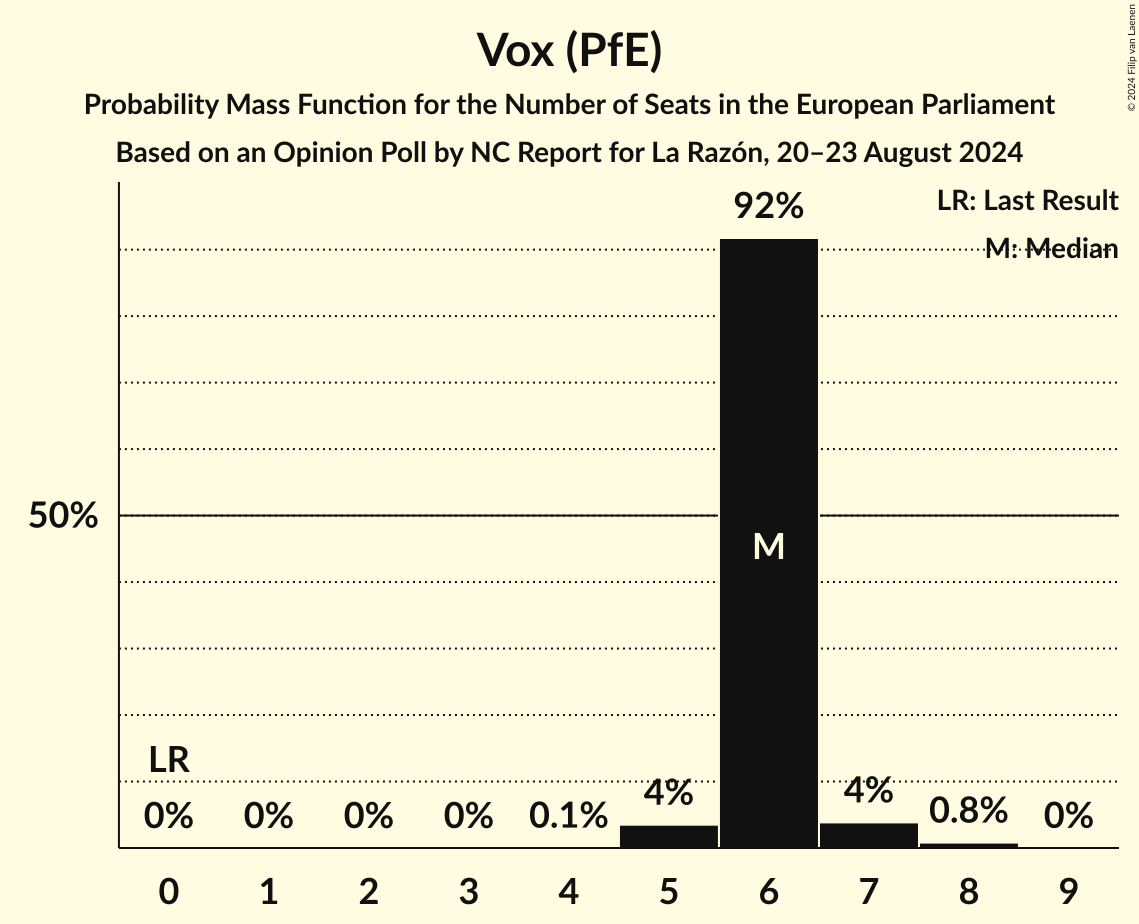 © 2024 Filip van Laenen
Vox (PfE)
Probability Mass Function for the Number of Seats in the European Parliament
Based on an Opinion Poll by NC Report for La Razón, 20–23 August 2024
LR: Last Result
M: Median
92%
50%
M
LR
0% 0% 0% 0% 0.1% 4% 4% 0.8% 0%
0 1 2 3 4 5 6 7 8 9